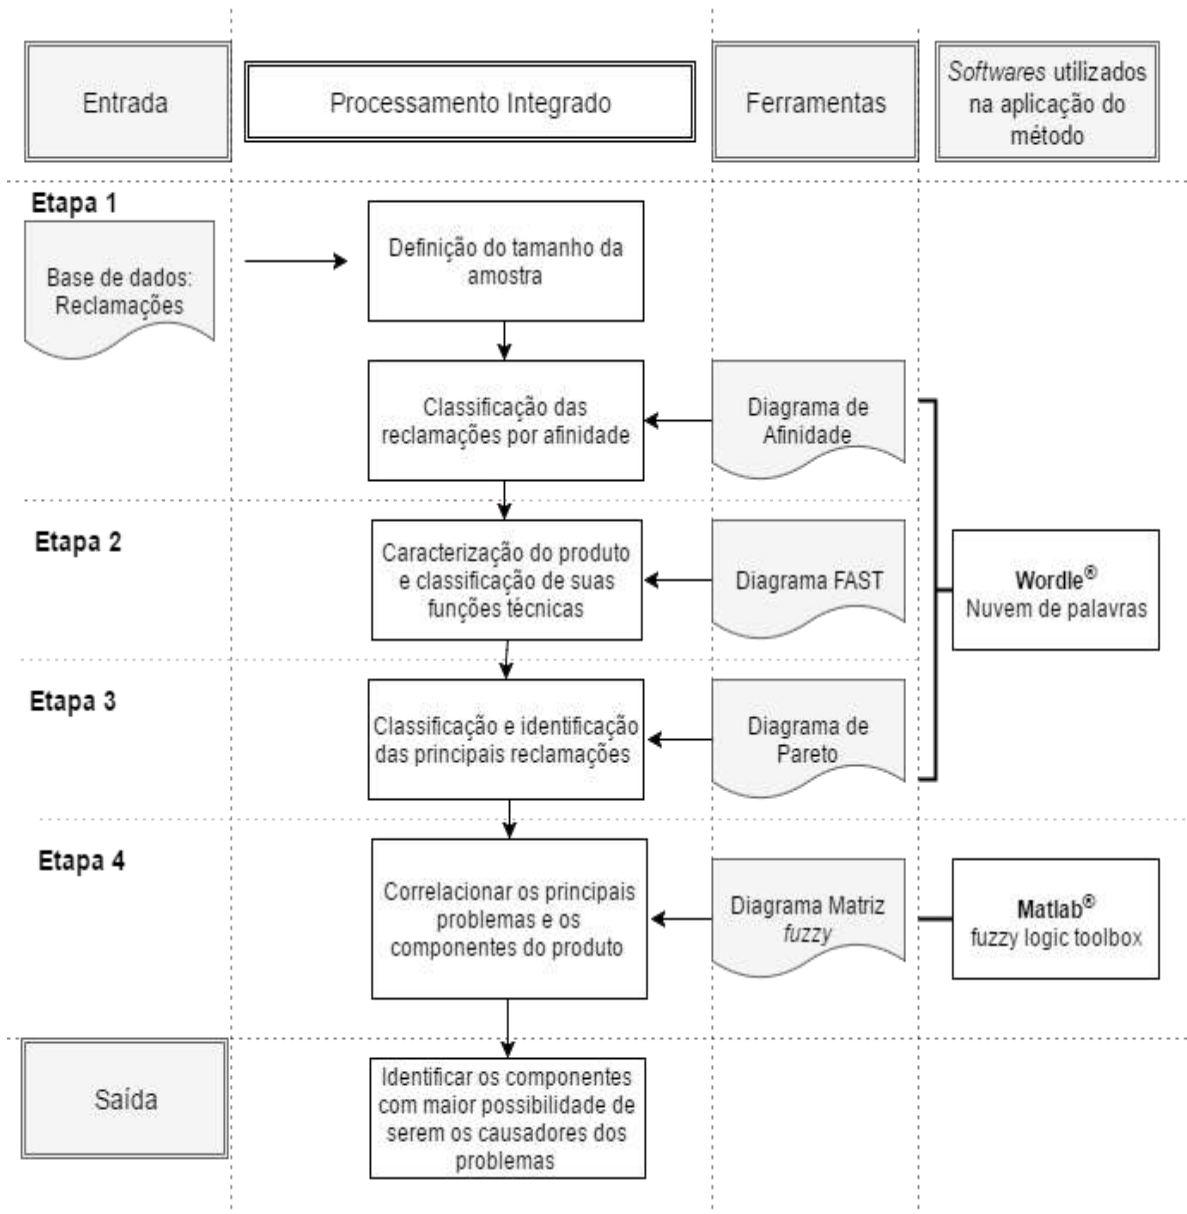 Entrada
Processamento Integrado
Ferramentas
Softwares utilizados
na aplicação do
método
Etapa 1
Base de dados:
Reclamações
Definição do tamanho da
amostra
Classificação das
reclamações por afinidade
Diagrama de
Afinidade
Etapa 2
Caracterização do produto
e classificação de suas
funções técnicas
Diagrama FAST
Wordle®
Nuvem de palavras
Etapa 3
Classificação e identificação
das principais reclamações
Diagrama de
Pareto
Etapa 4
Correlacionar os principais
problemas e os
componentes do produto
Diagrama Matriz
fuzzy
Matlab®
fuzzy logic toolbox
Saída
Identificar os componentes
com maior possibilidade de
serem os causadores dos
problemas